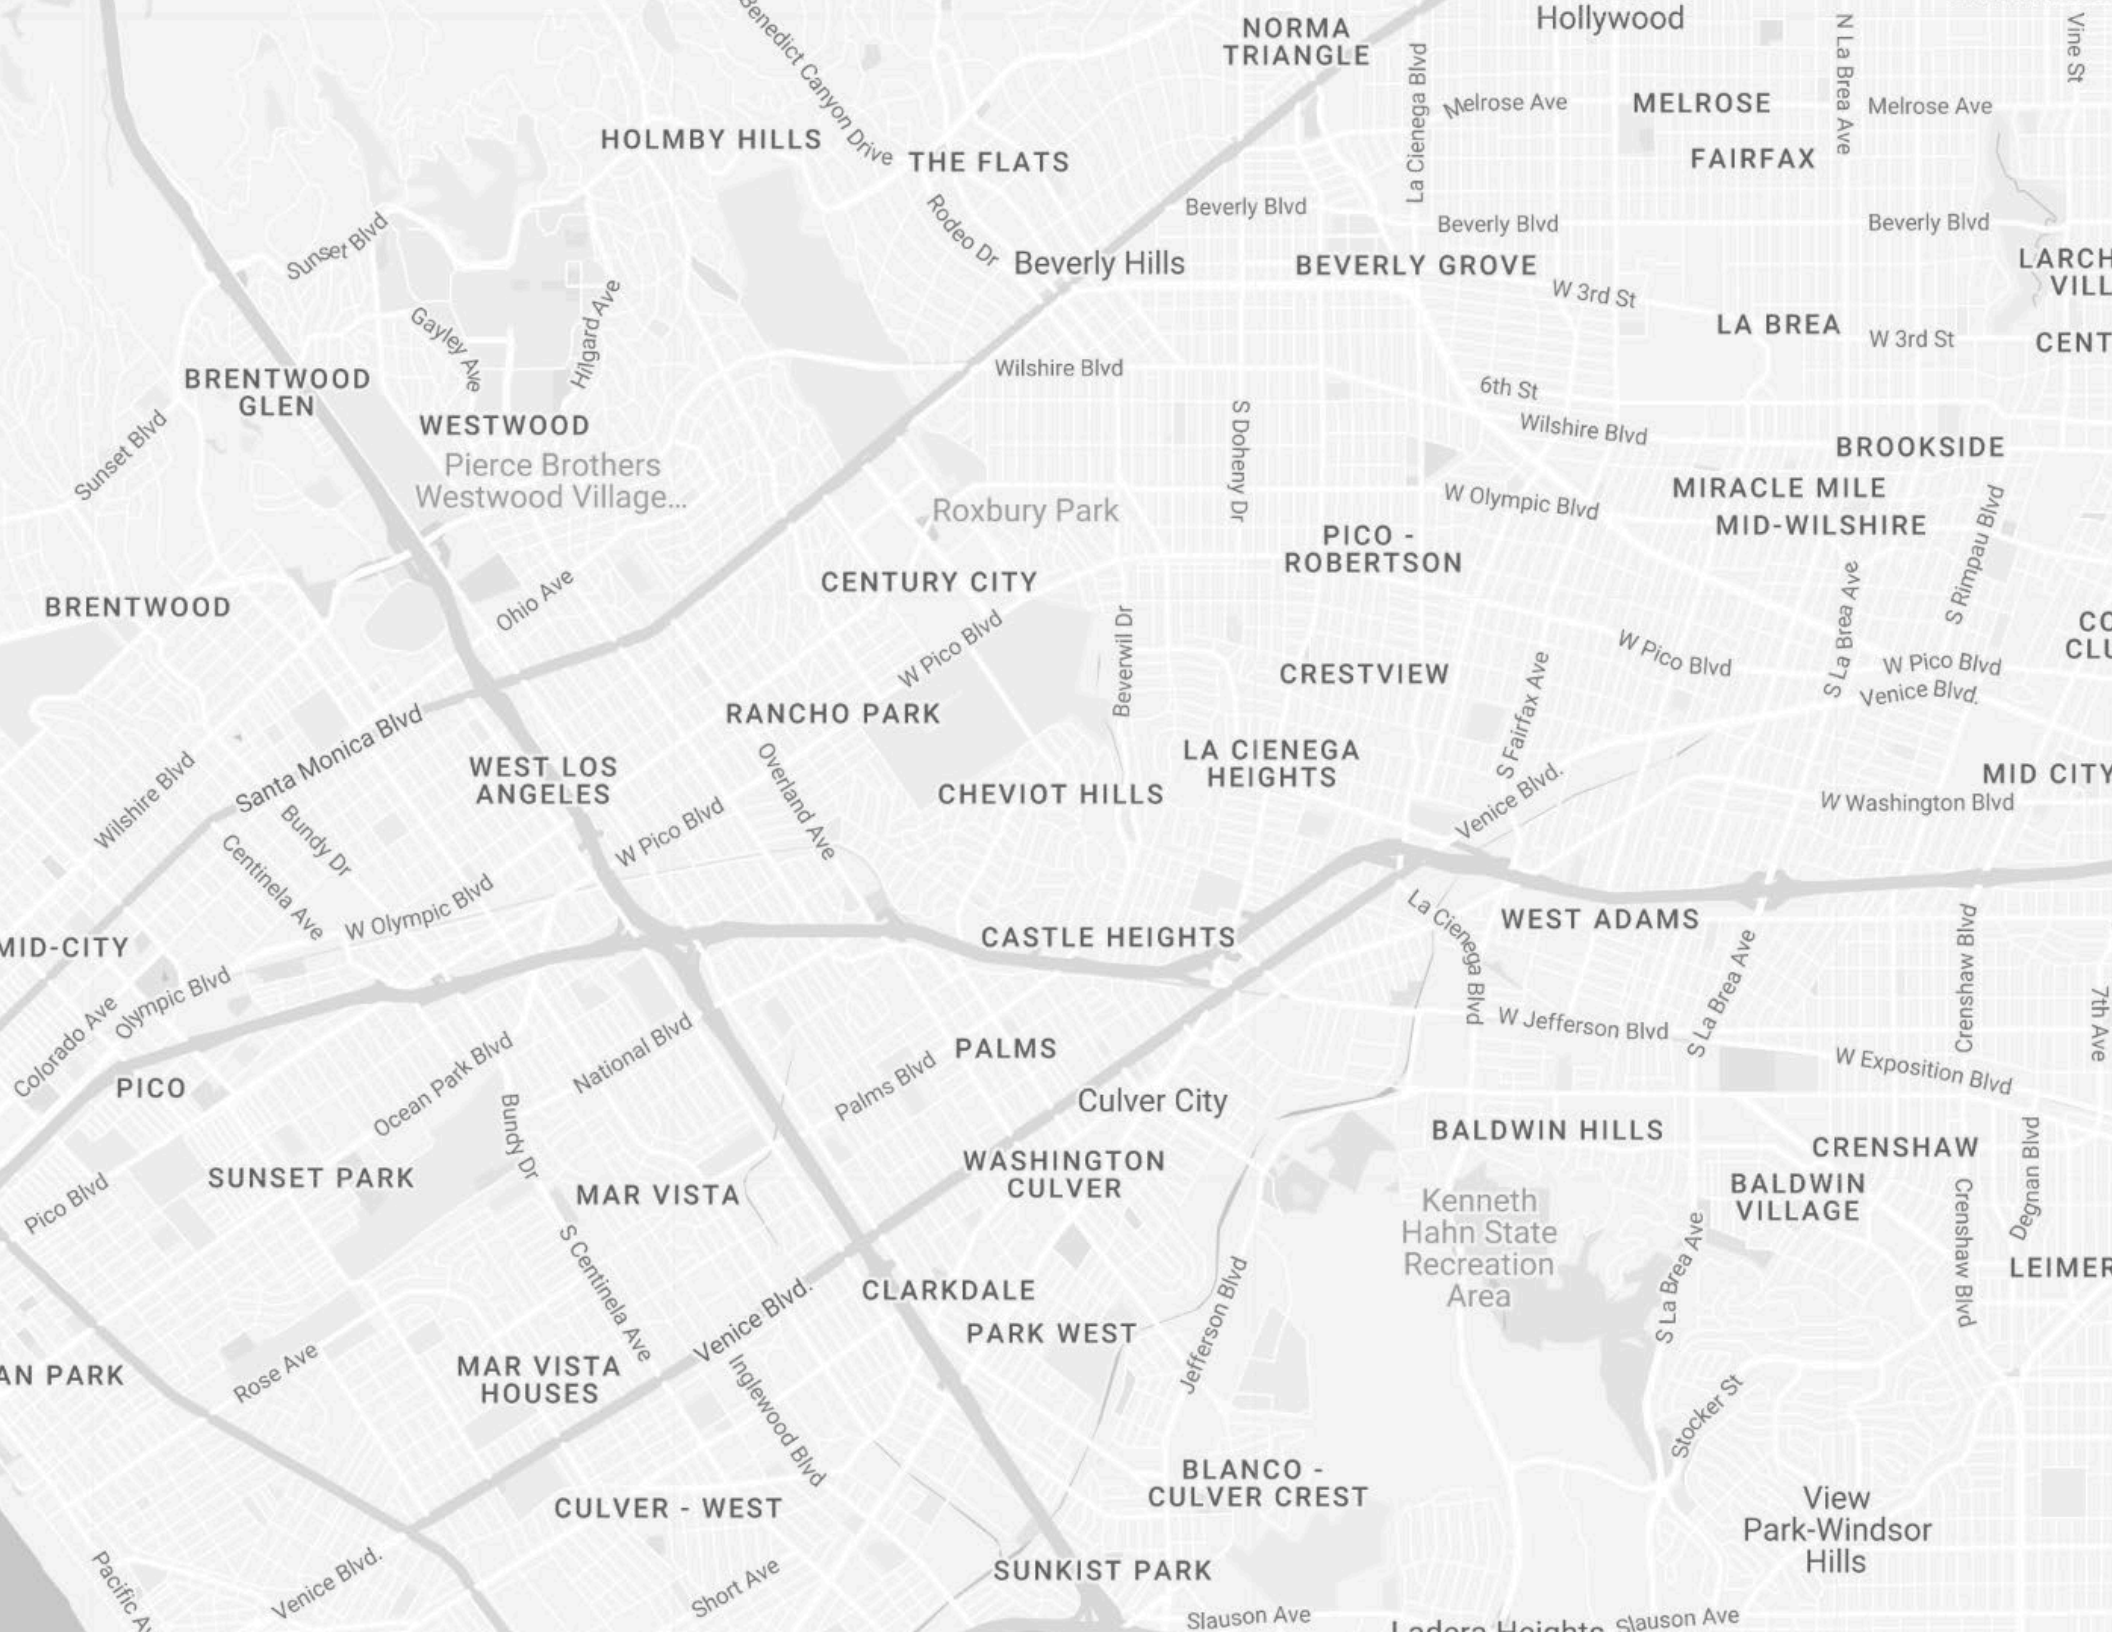 Benedict Canyon Drive
NORMA
TRIANGLE
Hollywood
La Cienega Blvd
N La Brea Ave
Vine St
Melrose Ave
MELROSE
Melrose Ave
HOLMBY HILLS
THE FLATS
FAIRFAX
Rodeo Dr
Beverly Blvd
Beverly Blvd
Beverly Blvd
Sunset Blvd
Beverly Hills
BEVERLY GROVE
LARCH
VILL
W 3rd St
Gayley Ave
Hilgard Ave
LA BREA
W 3rd St
CENT
BRENTWOOD
GLEN
Wilshire Blvd
6th St
Sunset Blvd
WESTWOOD
S Doheny Dr
Wilshire Blvd
BROOKSIDE
Pierce Brothers
Westwood Village...
Roxbury Park
W Olympic Blvd
MIRACLE MILE
MID-WILSHIRE
S Rimpau Blvd
PICO -
ROBERTSON
Ohio Ave
CENTURY CITY
BRENTWOOD
W Pico Blvd
Beverwil Dr
S La Brea Ave
CO
CLU
W Pico Blvd
W Pico Blvd
Venice Blvd.
CRESTVIEW
S Fairfax Ave
RANCHO PARK
Santa Monica Blvd
Wilshire Blvd
WEST LOS
ANGELES
Overland Ave
LA CIENEGA
HEIGHTS
CHEVIOT HILLS
Venice Blvd.
MID CITY
W Washington Blvd
Bundy Dr
Centinela Ave
W Pico Blvd
W Olympic Blvd
La Cienega Blvd
WEST ADAMS
MID-CITY
CASTLE HEIGHTS
S La Brea Ave
Crenshaw Blvd
7th Ave
Olympic Blvd
Colorado Ave
W Jefferson Blvd
National Blvd
Ocean Park Blvd
PALMS
Palms Blvd
W Exposition Blvd
PICO
Culver City
Bundy Dr
BALDWIN HILLS
CRENSHAW
Degnan Blvd
SUNSET PARK
Pico Blvd
MAR VISTA
WASHINGTON
CULVER
BALDWIN
VILLAGE
Kenneth
Hahn State
Recreation
Area
S La Brea Ave
Crenshaw Blvd
LEIMER
S Centinela Ave
CLARKDALE
PARK WEST
Venice Blvd.
Jefferson Blvd
AN PARK
Rose Ave
MAR VISTA
HOUSES
Inglewood Blvd
Stocker St
BLANCO -
CULVER CREST
CULVER - WEST
View
Park-Windsor
Hills
Pacific Av
Venice Blvd.
Short Ave
SUNKIST PARK
Slauson Ave
Ladera Heights
Slauson Ave